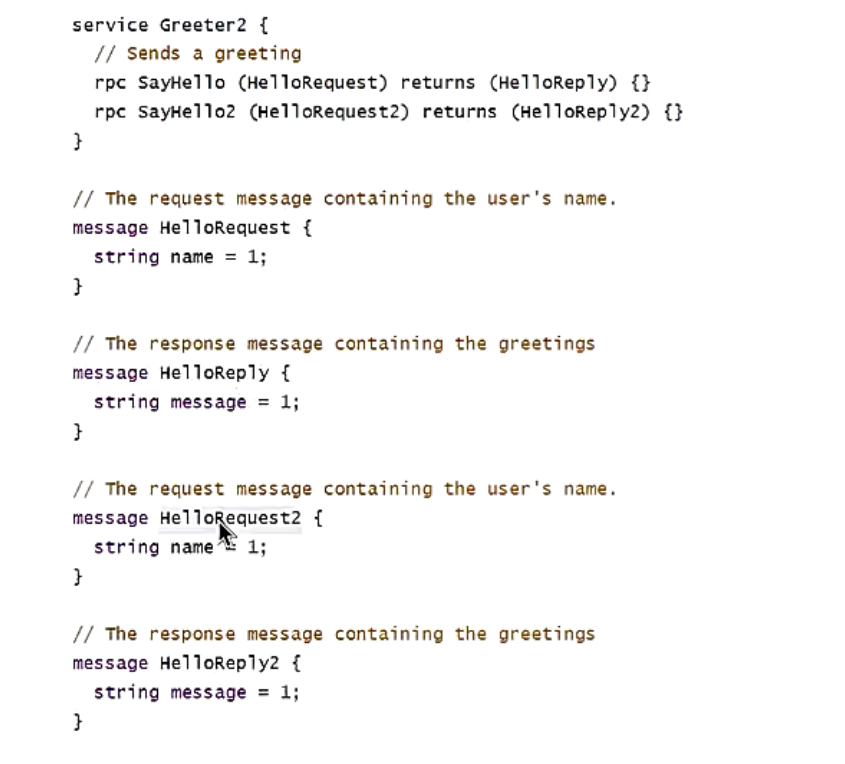 service Greeter2 {
  // Sends a greeting
  rpc SayHello (HelloRequest) returns (HelloReply) {}
  rpc SayHello2 (HelloRequest2) returns (HelloReply2) {}
}

// The request message containing the user's name.
message HelloRequest {
  string name = 1;
}

// The response message containing the greetings
message HelloReply {
  string message = 1;
}

// The request message containing the user's name.
message HelloRequest2 {
  string name = 1;
}

// The response message containing the greetings
message HelloReply2 {
  string message = 1;
}